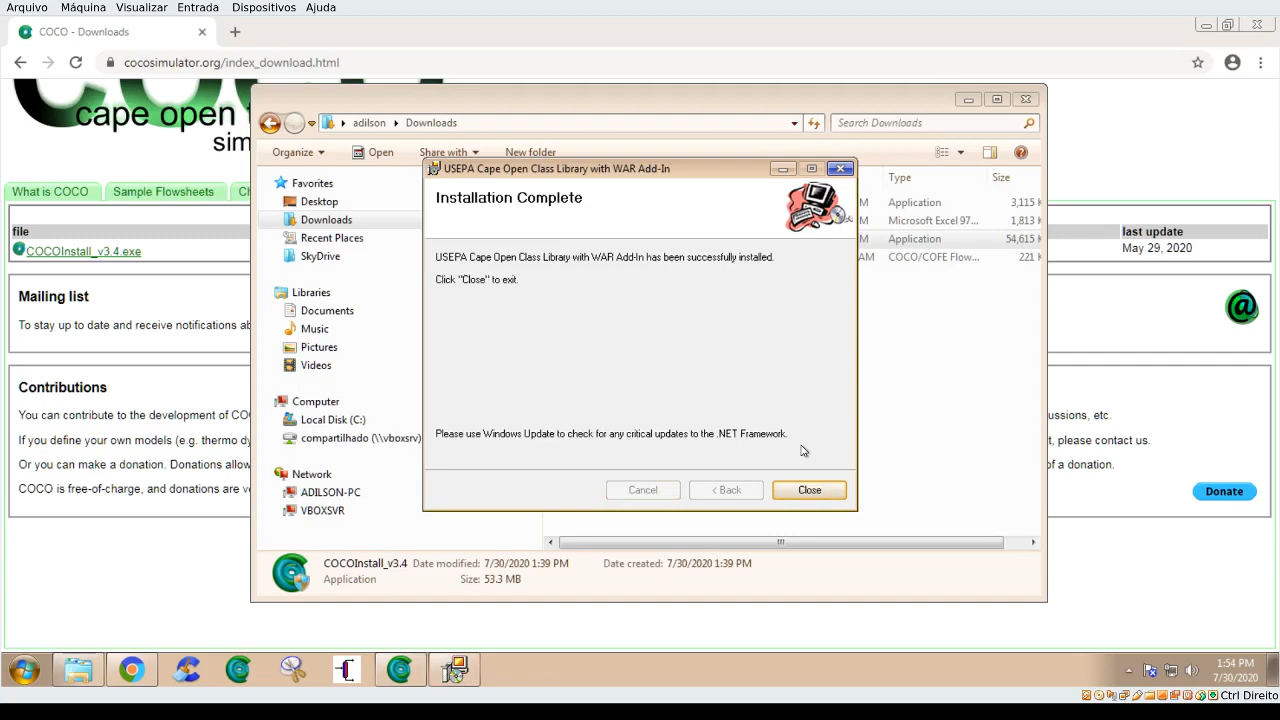 Arquivo Máquina Visualizar Entrada Dispositivos Ajuda
COCO - Downloads
cocosimulator.org/index_download.html
cape open t
sim
What is COCO Sample Flowsheets Ch
file last update
COCOInstall_v3.4.exe May 29, 2020
Mailing list
To stay up to date and receive notifications ab
Contributions
You can contribute to the development of COC ussions, etc.
If you define your own models (e.g. thermo dy t, please contact us.
Or you can make a donation. Donations allow of a donation.
COCO is free-of-charge, and donations are ve
Donate
adilson Downloads Search Downloads
Organize Open Share with New folder
Favorites
Desktop
Downloads
Recent Places
SkyDrive
Libraries
Documents
Music
Pictures
Videos
Computer
Local Disk (C:)
compartilhado (\\vboxsrv)
Network
ADILSON-PC
VBOXSVR
Type Size
M Application 3,115 K
M Microsoft Excel 97... 1,813 K
M Application 54,615 K
AM COCO/COFE Flow... 221 K
USEPA Cape Open Class Library with WAR Add-In
Installation Complete
USEPA Cape Open Class Library with WAR Add-In has been successfully installed.
Click "Close" to exit.
Please use Windows Update to check for any critical updates to the .NET Framework.
Cancel < Back Close
COCOInstall_v3.4 Date modified: 7/30/2020 1:39 PM Date created: 7/30/2020 1:39 PM
Application Size: 53.3 MB
1:54 PM
7/30/2020
Ctrl Direito